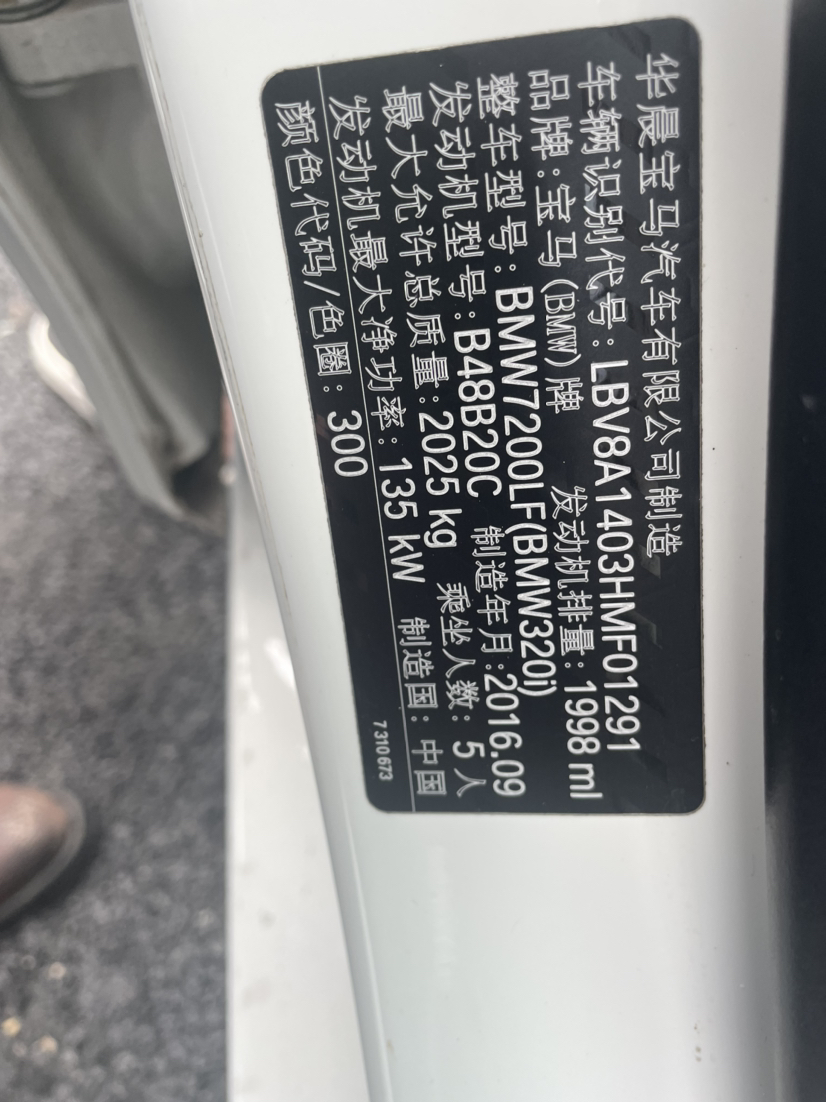 华晨宝马汽车有限公司制造
车辆识别代号：LBV8A1403HMF01291
品牌：宝马(BMW)牌 发动机排量：1998 ml
整车型号：BMW7200LF(BMW320i)
发动机型号：B48B20C 制造年月：2016.09
最大允许总质量：2025 kg 乘坐人数：5人
发动机最大净功率：135 kW 制造国：中国
颜色代码/色圈：300
7310673